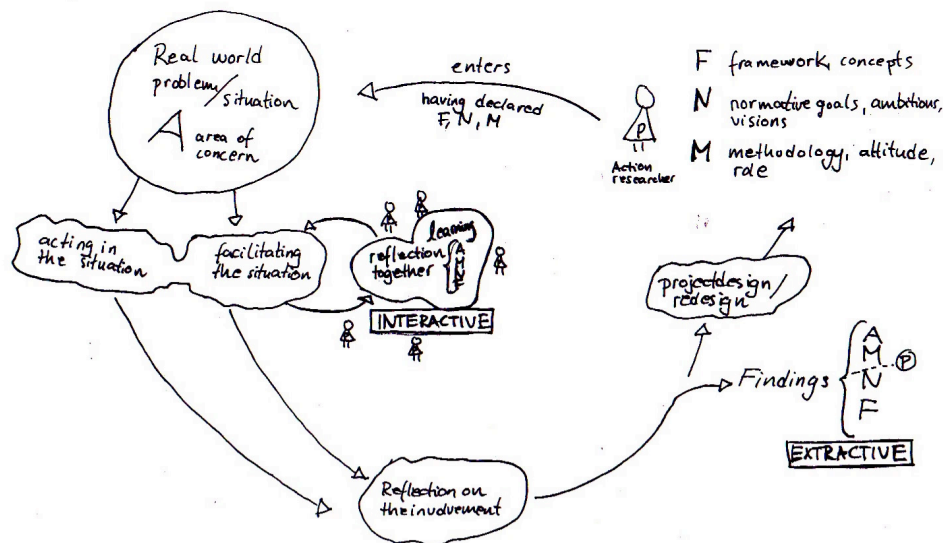 Real world
problem/
situation
A area of
concern
enters
having declared
F, N, M
P
Action
researcher
F framework, concepts
N normative goals, ambitions,
visions
M methodology, attitude,
role
acting in
the situation
facilitating
the situation
learning
reflection
together
A
M
N
F
INTERACTIVE
projectdesign/
redesign
Findings
A
M
N
F
P
EXTRACTIVE
Reflection on
the involvement